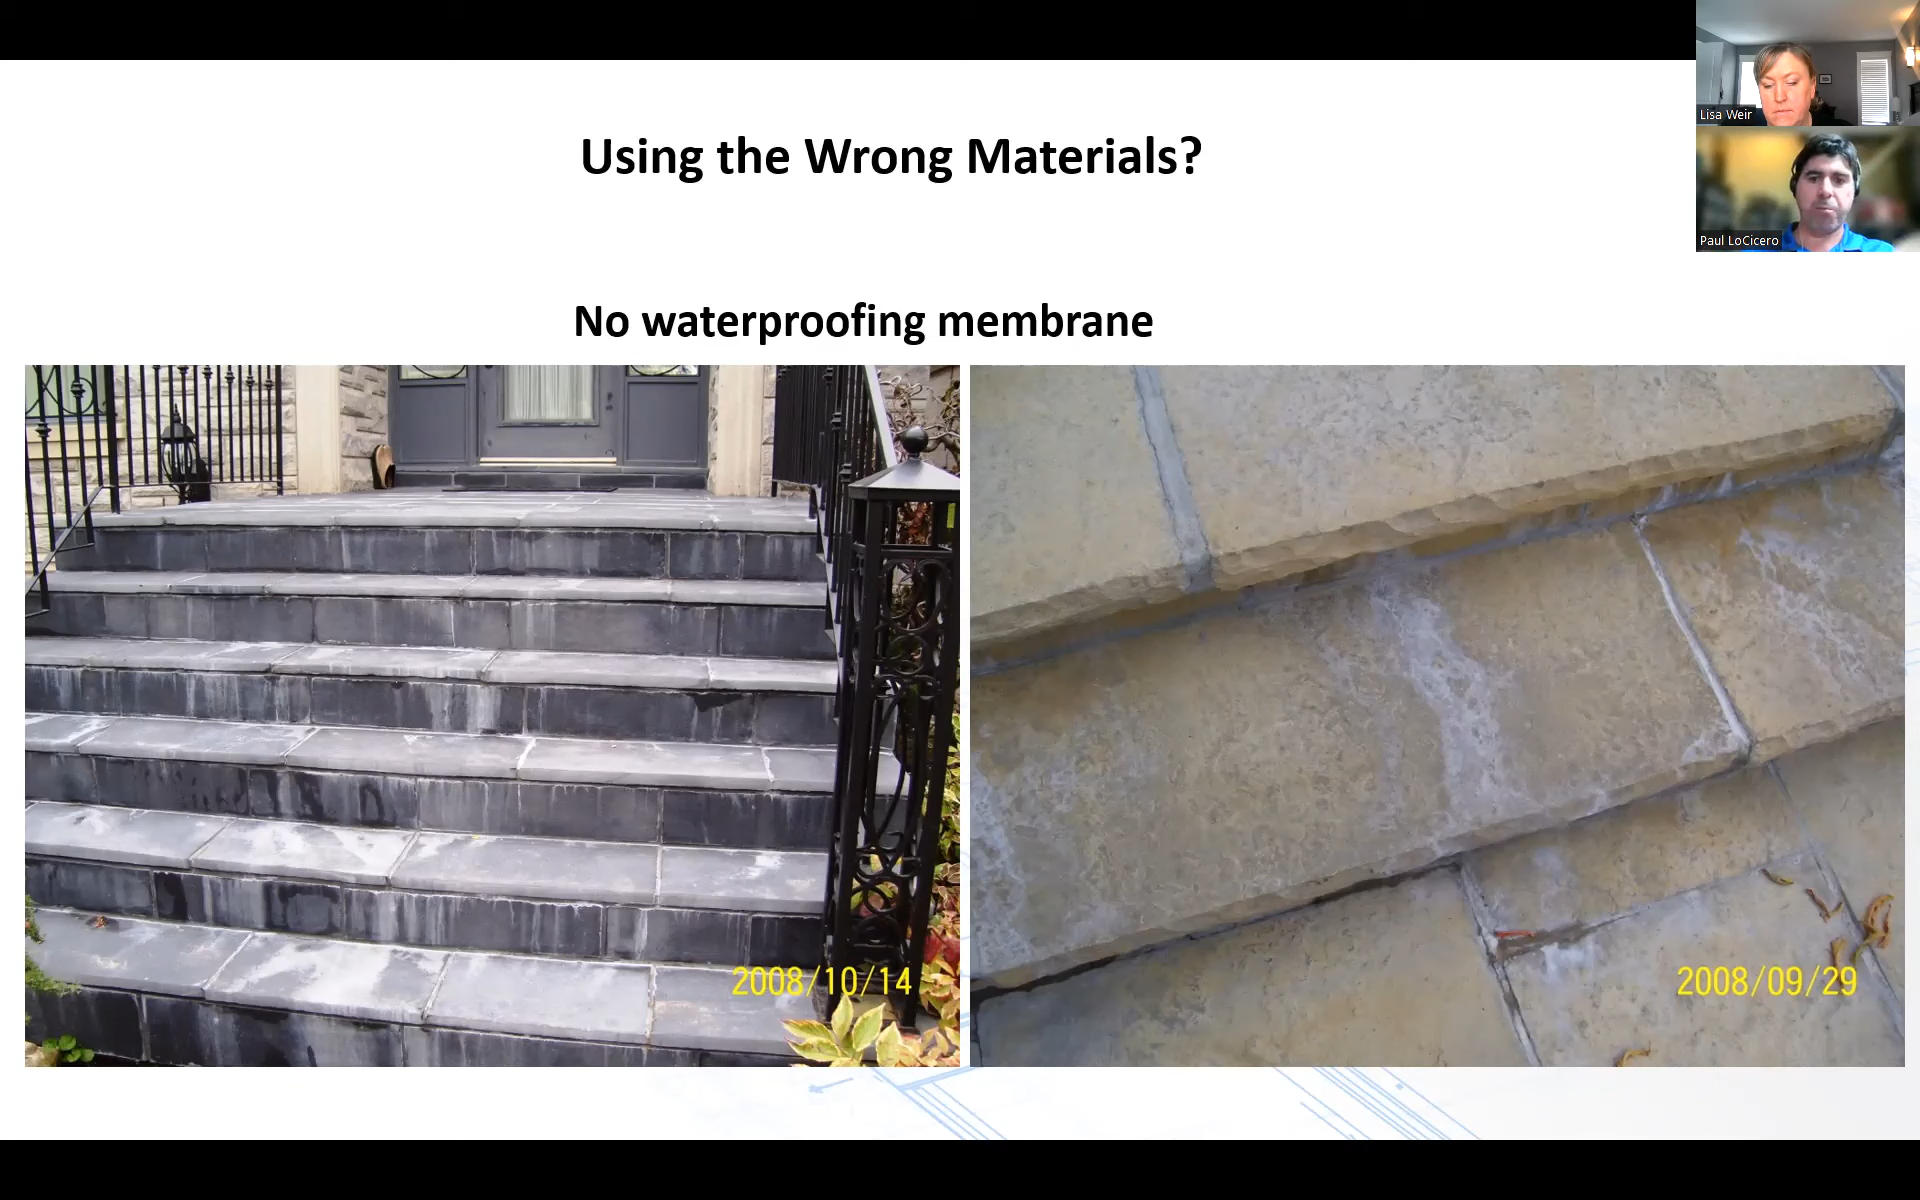 Using the Wrong Materials?
No waterproofing membrane
Lisa Weir
Paul LoCicero
2008/10/14
2008/09/29